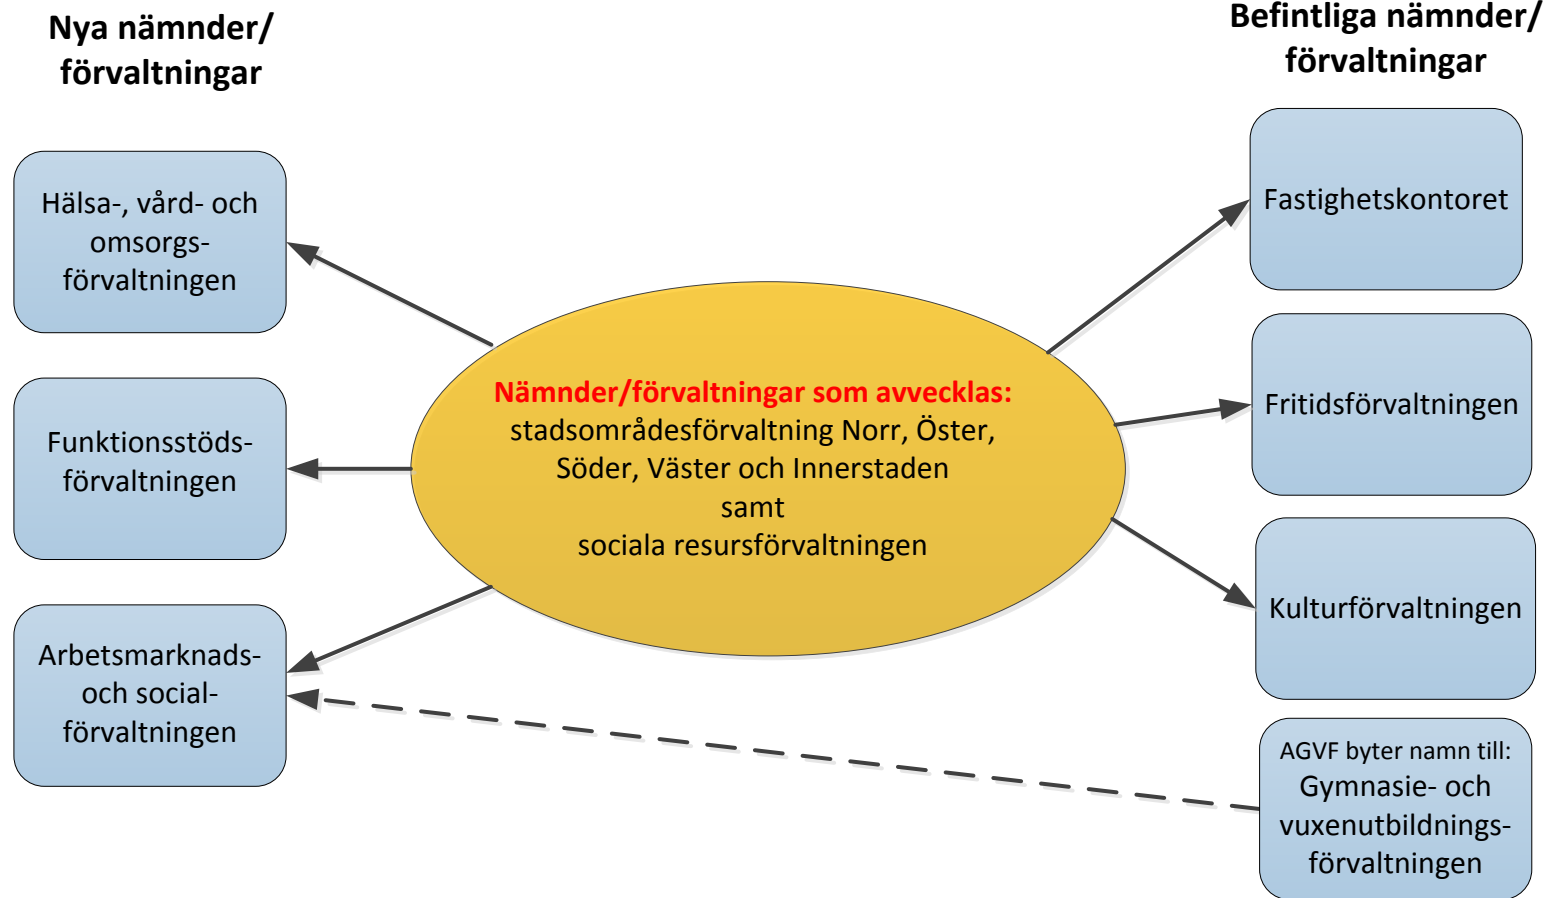 Nya nämnder/
förvaltningar
Hälsa-, vård- och
omsorgs-
förvaltningen
Funktionsstöds-
förvaltningen
Arbetsmarknads-
och social-
förvaltningen
Nämnder/förvaltningar som avvecklas:
stadsområdesförvaltning Norr, Öster,
Söder, Väster och Innerstaden
samt
sociala resursförvaltningen
Befintliga nämnder/
förvaltningar
Fastighetskontoret
Fritidsförvaltningen
Kulturförvaltningen
AGVF byter namn till:
Gymnasie- och
vuxenutbildnings-
förvaltningen